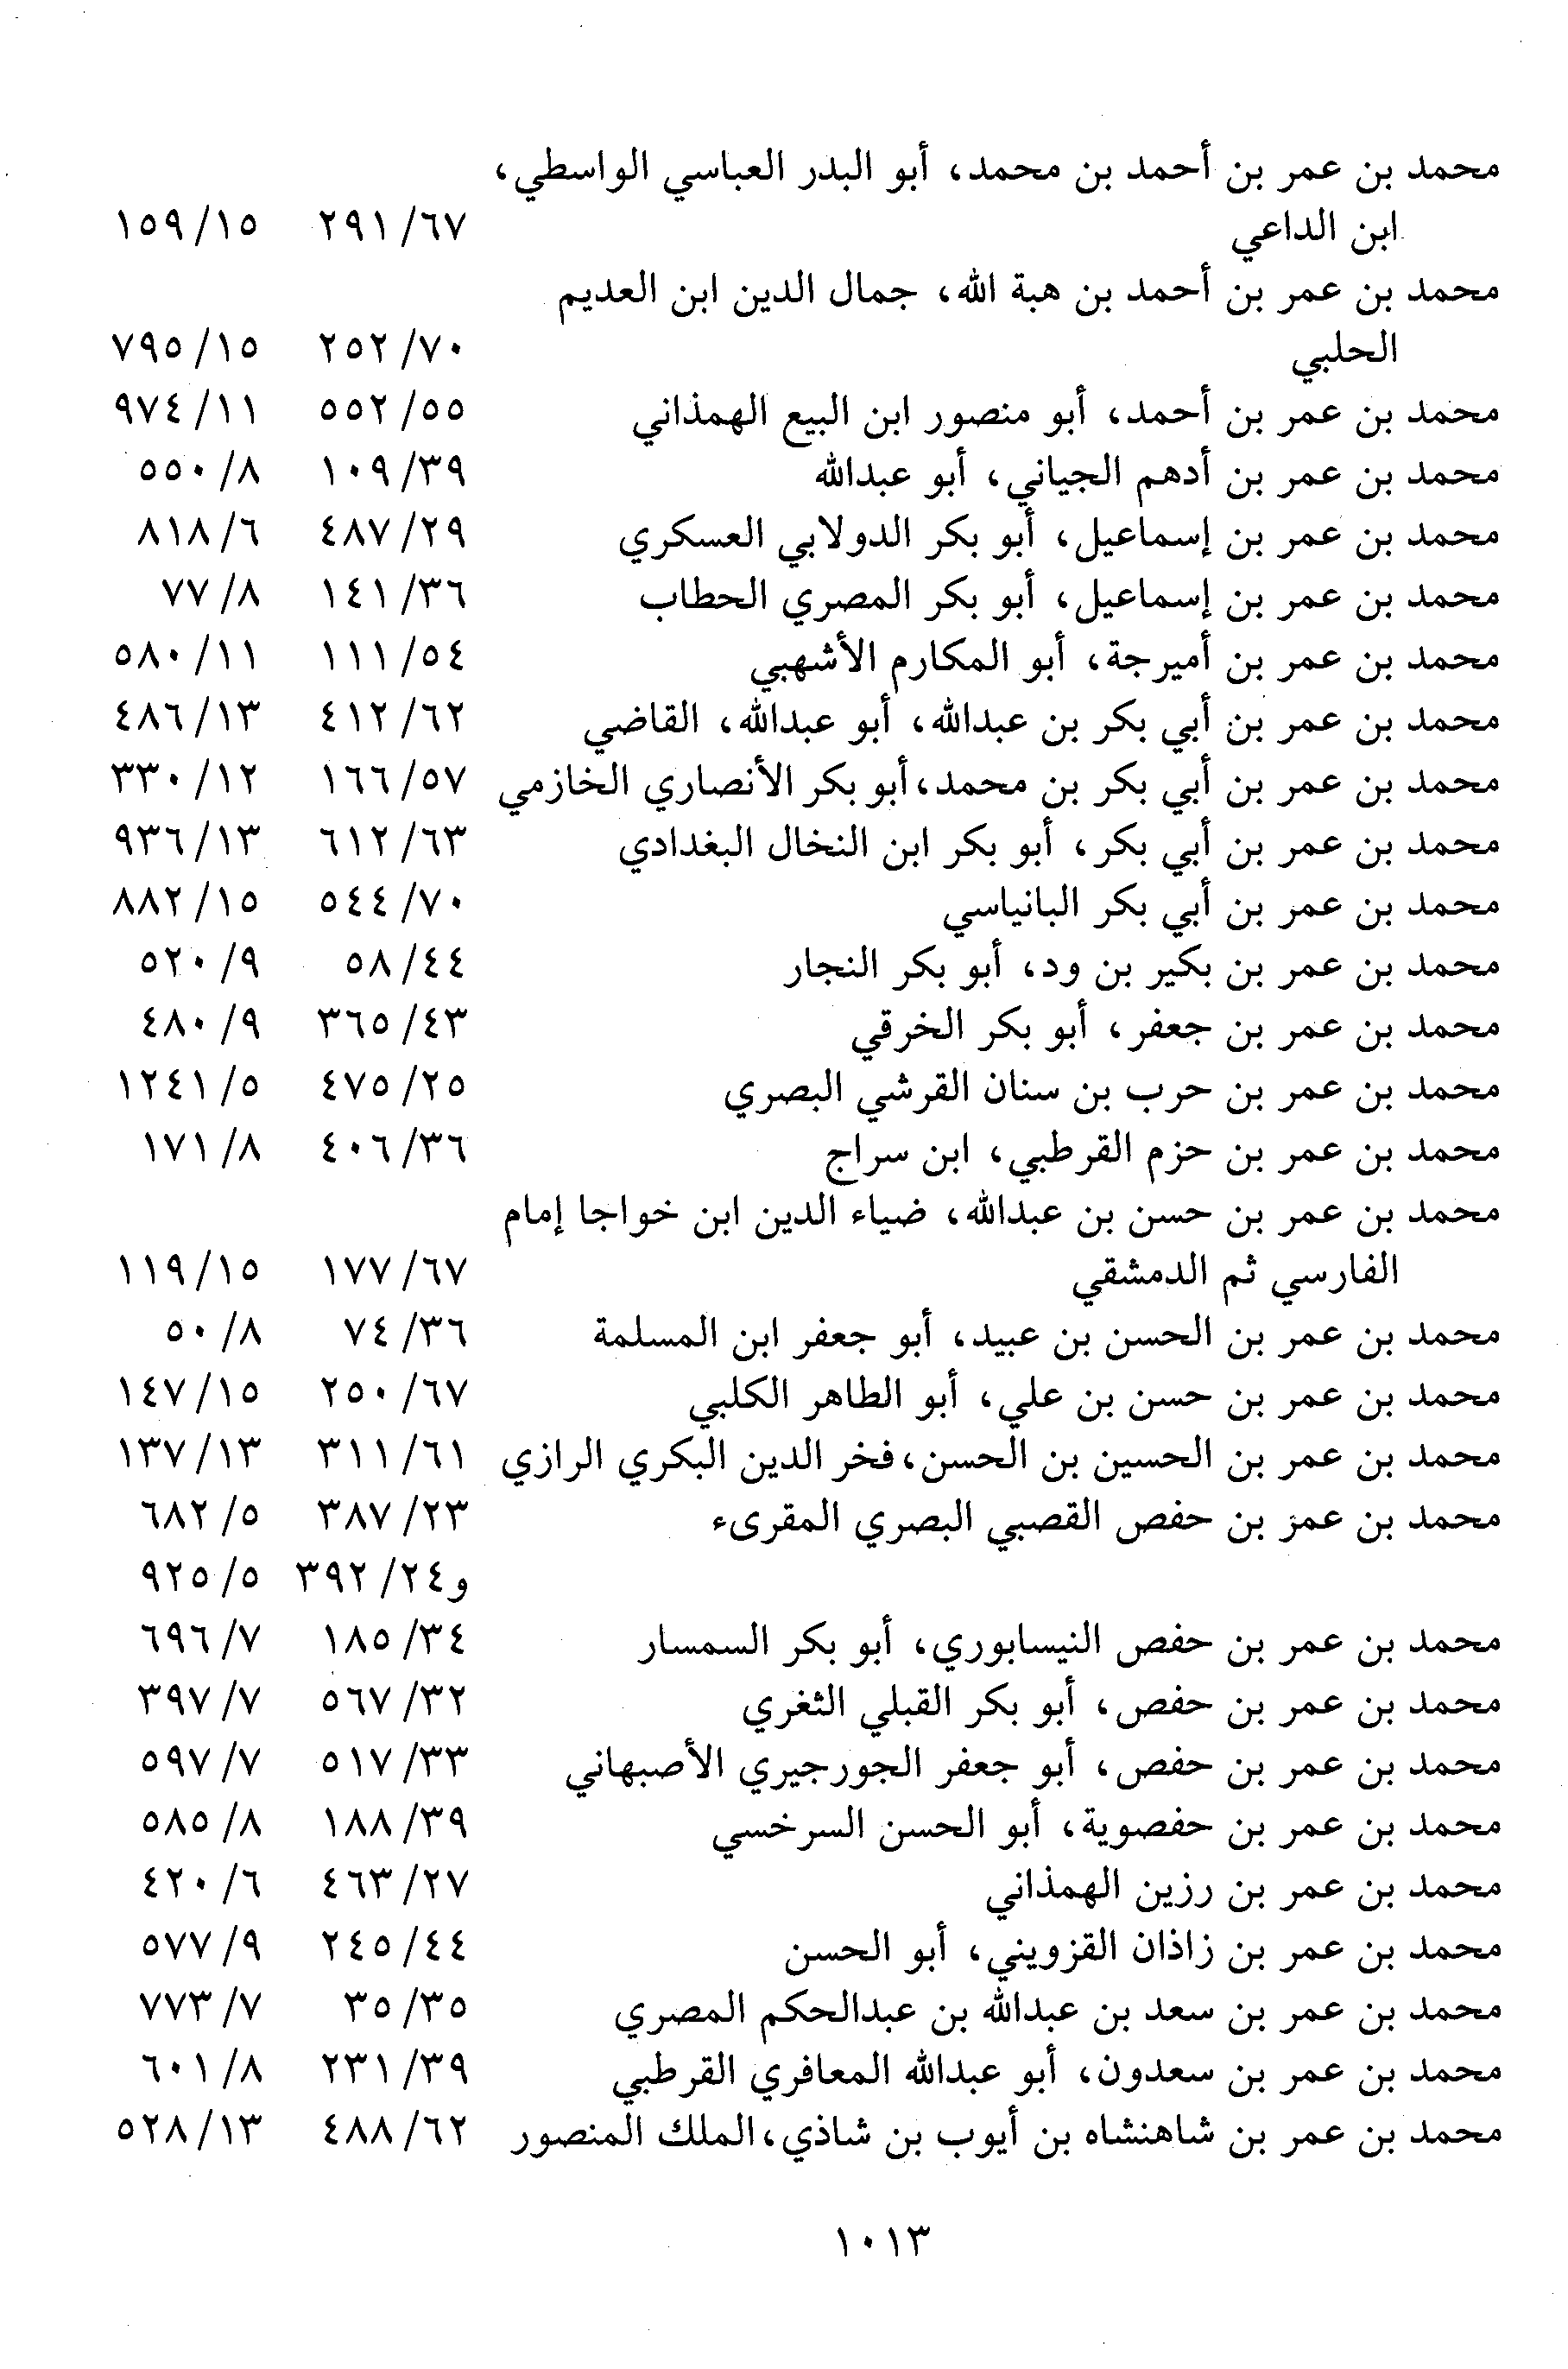 محمد بن عمر بن أحمد بن محمد، أبو البدر العباسي الواسطي،
ابن الداعي ٦٧/ ٢٩١ ١٥/ ١٥٩
محمد بن عمر بن أحمد بن هبة الله، جمال الدين ابن العديم
الحلبي ٧٠/ ٢٥٢ ١٥/ ٧٩٥
محمد بن عمر بن أحمد، أبو منصور ابن البيع الهمذاني ٥٥/ ٥٥٢ ١١/ ٩٧٤
محمد بن عمر بن أدهم الجياني، أبو عبدالله ٣٩/ ١٠٩ ٨/ ٥٥٠
محمد بن عمر بن إسماعيل، أبو بكر الدولابي العسكري ٢٩/ ٤٨٧ ٦/ ٨١٨
محمد بن عمر بن إسماعيل، أبو بكر المصري الحطاب ٣٦/ ١٤١ ٨/ ٧٧
محمد بن عمر بن أميرجة، أبو المكارم الأشهبي ٥٤/ ١١١ ١١/ ٥٨٠
محمد بن عمر بن أبي بكر بن عبدالله، أبو عبدالله، القاضي ٦٢/ ٤١٢ ١٣/ ٤٨٦
محمد بن عمر بن أبي بكر بن محمد، أبو بكر الأنصاري الخازمي ٥٧/ ١٦٦ ١٢/ ٣٣٠
محمد بن عمر بن أبي بكر، أبو بكر ابن النخال البغدادي ٦٣/ ٦١٢ ١٣/ ٩٣٦
محمد بن عمر بن أبي بكر البانياسي ٧٠/ ٥٤٤ ١٥/ ٨٨٢
محمد بن عمر بن بكير بن ود، أبو بكر النجار ٤٤/ ٥٨ ٩/ ٥٢٠
محمد بن عمر بن جعفر، أبو بكر الخرقي ٤٣/ ٣٦٥ ٩/ ٤٨٠
محمد بن عمر بن حرب بن سنان القرشي البصري ٢٥/ ٤٧٥ ٥/ ١٢٤١
محمد بن عمر بن حزم القرطبي، ابن سراج ٣٦/ ٤٠٦ ٨/ ١٧١
محمد بن عمر بن حسن بن عبدالله، ضياء الدين ابن خواجا إمام
الفارسي ثم الدمشقي ٦٧/ ١٧٧ ١٥/ ١١٩
محمد بن عمر بن الحسن بن عبيد، أبو جعفر ابن المسلمة ٣٦/ ٧٤ ٨/ ٥٠
محمد بن عمر بن حسن بن علي، أبو الطاهر الكلبي ٦٧/ ٢٥٠ ١٥/ ١٤٧
محمد بن عمر بن الحسين بن الحسن، فخر الدين البكري الرازي ٦١/ ٣١١ ١٣/ ١٣٧
محمد بن عمر بن حفص القصبي البصري المقرىء ٢٣/ ٣٨٧ ٥/ ٦٨٢
و٢٤/ ٣٩٢ ٥/ ٩٢٥
محمد بن عمر بن حفص النيسابوري، أبو بكر السمسار ٣٤/ ١٨٥ ٧/ ٦٩٦
محمد بن عمر بن حفص، أبو بكر القبلي الثغري ٣٢/ ٥٦٧ ٧/ ٣٩٧
محمد بن عمر بن حفص، أبو جعفر الجورجيري الأصبهاني ٣٣/ ٥١٧ ٧/ ٥٩٧
محمد بن عمر بن حفصوية، أبو الحسن السرخسي ٣٩/ ١٨٨ ٨/ ٥٨٥
محمد بن عمر بن رزين الهمذاني ٢٧/ ٤٦٣ ٦/ ٤٢٠
محمد بن عمر بن زاذان القزويني، أبو الحسن ٤٤/ ٢٤٥ ٩/ ٥٧٧
محمد بن عمر بن سعد بن عبدالله بن عبدالحكم المصري ٣٥/ ٣٥ ٧/ ٧٧٣
محمد بن عمر بن سعدون، أبو عبدالله المعافري القرطبي ٣٩/ ٢٣١ ٨/ ٦٠١
محمد بن عمر بن شاهنشاه بن أيوب بن شاذي، الملك المنصور ٦٢/ ٤٨٨ ١٣/ ٥٢٨
١٠١٣